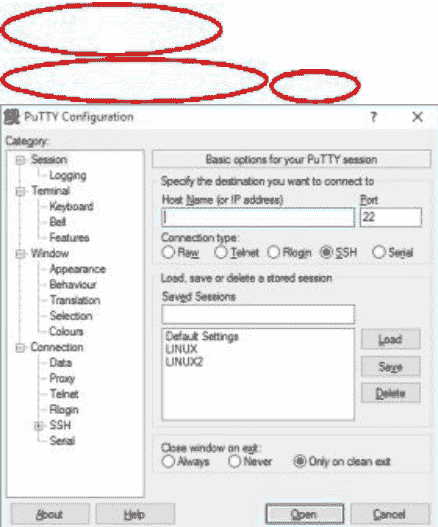 PuTTY Configuration ? X
Category:
Session
Logging
Terminal
Keyboard
Bell
Features
Window
Appearance
Behaviour
Translation
Selection
Colours
Connection
Data
Proxy
Telnet
Rlogin
SSH
Serial
Basic options for your PuTTY session
Specify the destination you want to connect to
Host Name (or IP address) Port
22
Connection type:
Raw Telnet Rlogin SSH Serial
Load, save or delete a stored session
Saved Sessions
Default Settings
LINUX
LINUX2
Load
Save
Delete
Close window on exit:
Always Never Only on clean exit
About Help Open Cancel